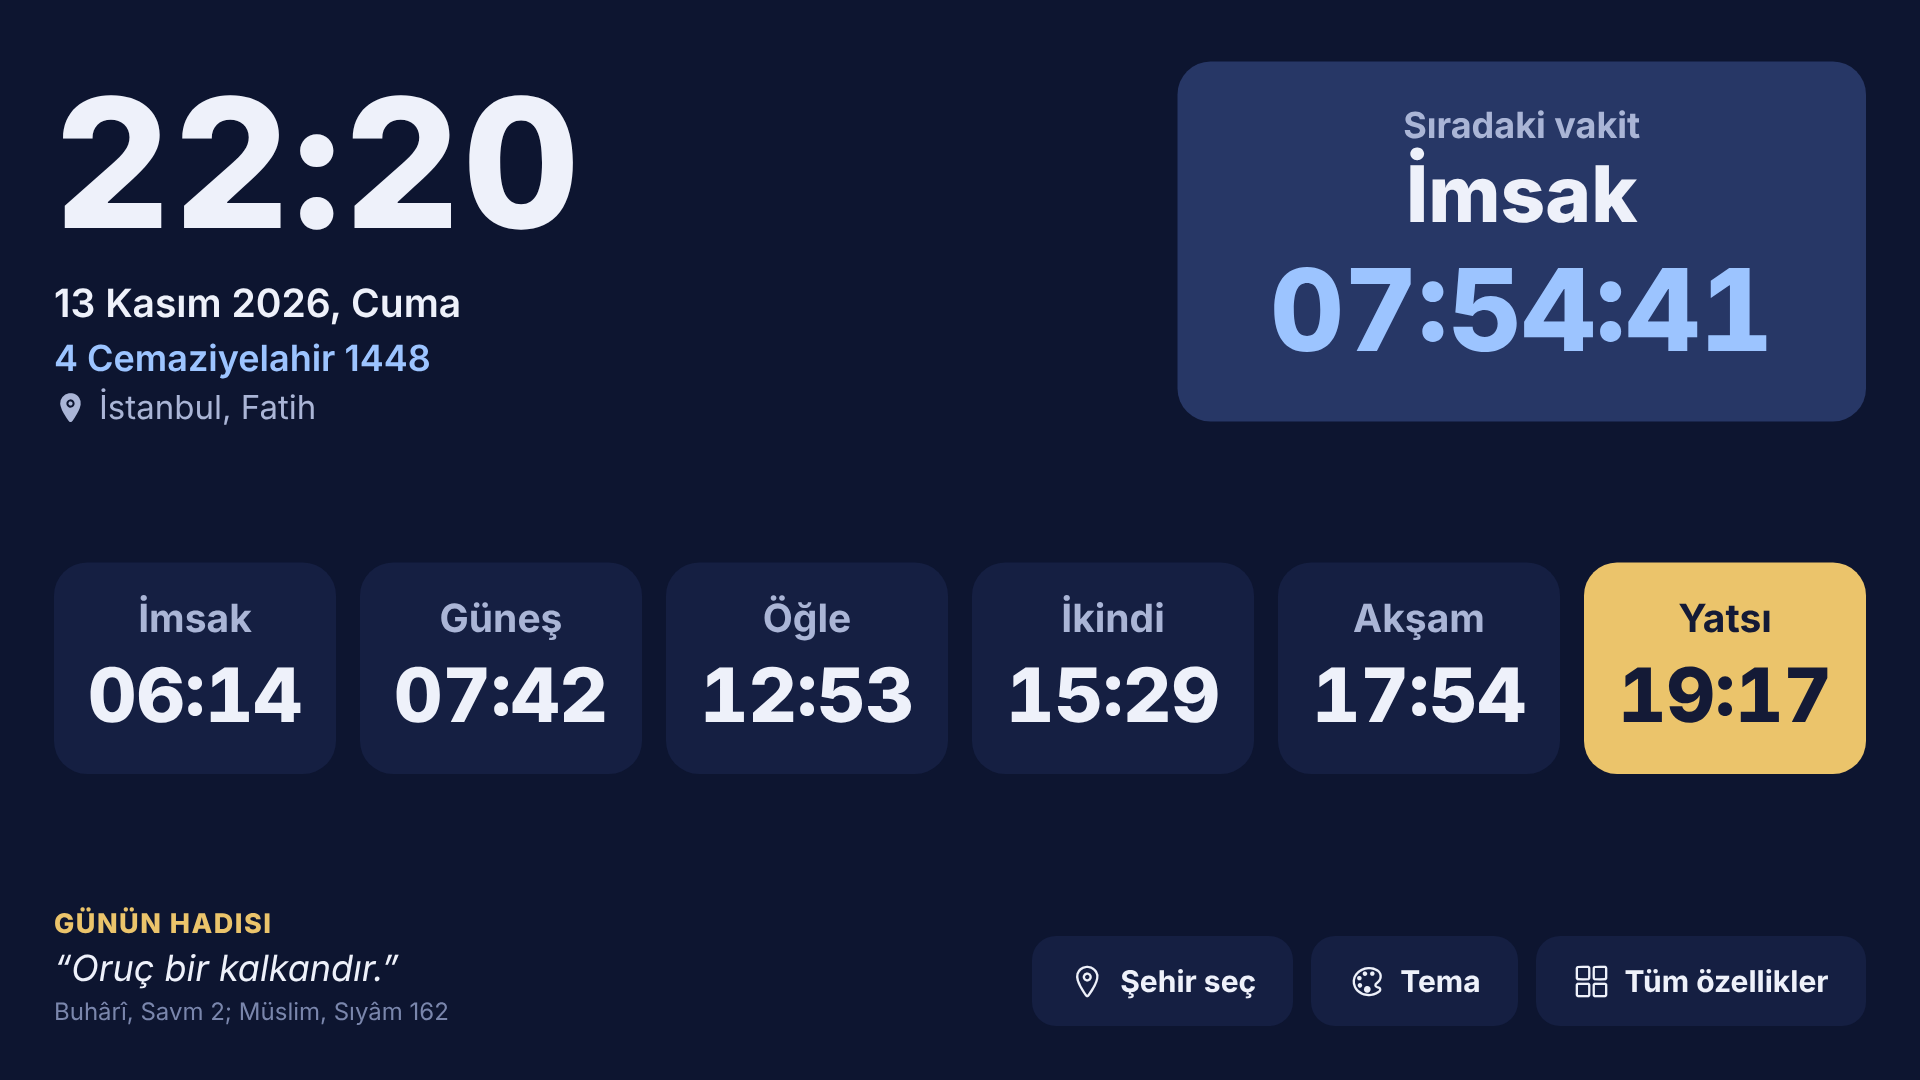 22:20
13 Kasım 2026, Cuma
4 Cemaziyelahir 1448
İstanbul, Fatih
Sıradaki vakit
İmsak
07:54:41
İmsak
06:14
Güneş
07:42
Öğle
12:53
İkindi
15:29
Akşam
17:54
Yatsı
19:17
GÜNÜN HADISI
“Oruç bir kalkandır.”
Buhârî, Savm 2; Müslim, Sıyâm 162
Şehir seç
Tema
Tüm özellikler